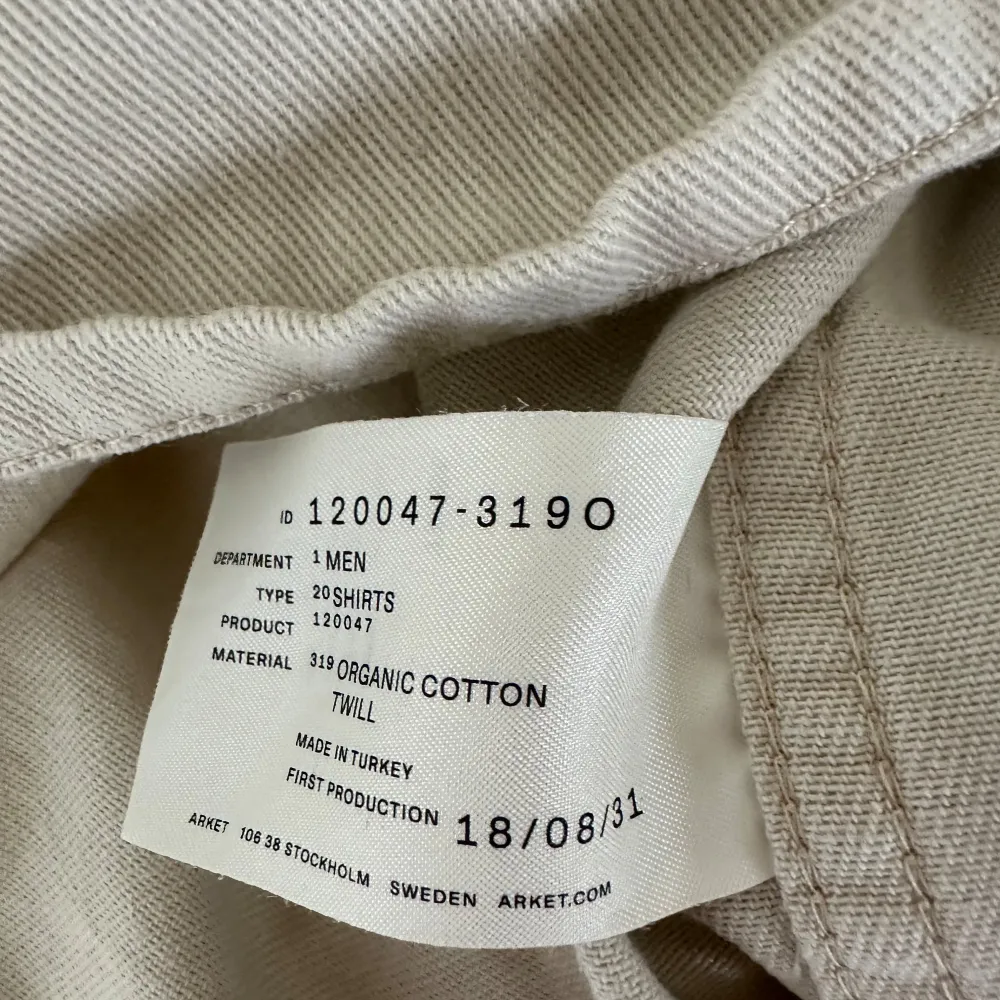 ID 120047-319O
DEPARTMENT 1 MEN
TYPE 20 SHIRTS
PRODUCT 120047
MATERIAL 319 ORGANIC COTTON
TWILL
MADE IN TURKEY
FIRST PRODUCTION 18/08/31
ARKET 106 38 STOCKHOLM SWEDEN ARKET.COM